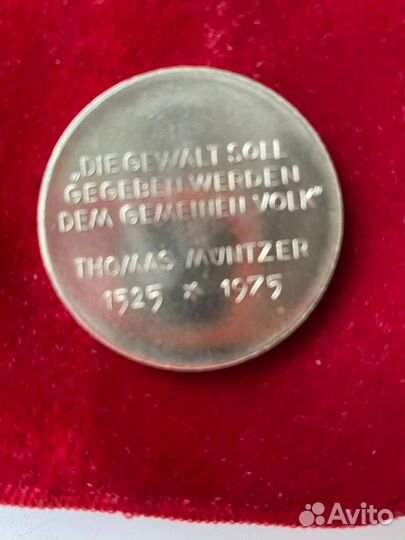 „DIE GEWALT SOLL
GEGEBEN WERDEN
DEM GEMEINEN VOLK"
THOMAS MÜNTZER
1525 * 1975
Avito